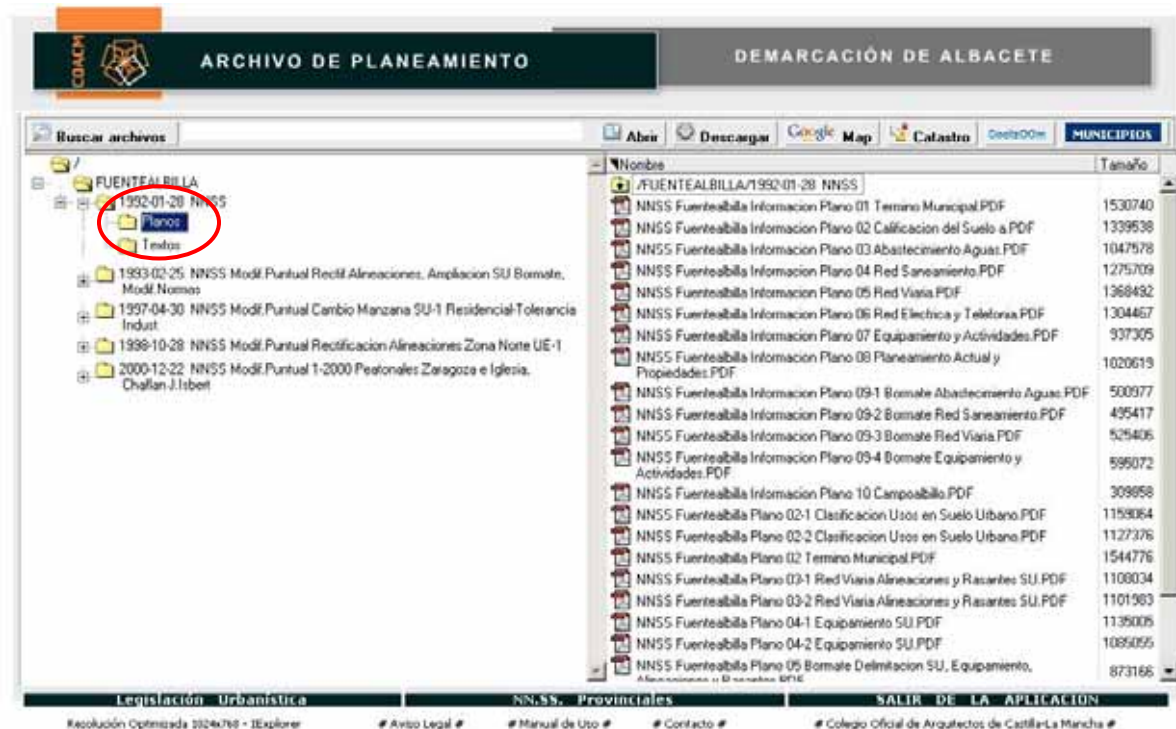 COACM
ARCHIVO DE PLANEAMIENTO
DEMARCACIÓN DE ALBACETE
Buscar archivos
Abrir
Descargar
Google Map
Catastro
MUNICIPIOS
/
FUENTEALBILLA
1992-01-28 NNSS
Planos
Textos
1993-02-25 NNSS Modif.Puntual Rectif.Alineaciones, Ampliacion SU Bormate,
Modif.Normas
1997-04-30 NNSS Modif.Puntual Cambio Manzana SU-1 Residencial-Tolerancia
Indust
1998-10-28 NNSS Modif.Puntual Rectificacion Alineaciones Zona Norte UE-1
2000-12-22 NNSS Modif.Puntual 1-2000 Peatonales Zaragoza e Iglesia,
Challan J.Isbert
Nombre Tamaño
/FUENTEALBILLA/1992-01-28 NNSS
NNSS Fuentealbilla Informacion Plano 01 Termino Municipal.PDF 1530740
NNSS Fuentealbilla Informacion Plano 02 Calificacion del Suelo a.PDF 1339538
NNSS Fuentealbilla Informacion Plano 03 Abastecimiento Aguas.PDF 1047578
NNSS Fuentealbilla Informacion Plano 04 Red Saneamiento.PDF 1275709
NNSS Fuentealbilla Informacion Plano 05 Red Viaria.PDF 1368492
NNSS Fuentealbilla Informacion Plano 06 Red Electrica y Telefonia.PDF 1304467
NNSS Fuentealbilla Informacion Plano 07 Equipamiento y Actividades.PDF 937305
NNSS Fuentealbilla Informacion Plano 08 Planeamiento Actual y
Propiedades.PDF 1020619
NNSS Fuentealbilla Informacion Plano 09-1 Bormate Abastecimiento Aguas.PDF 500977
NNSS Fuentealbilla Informacion Plano 09-2 Bormate Red Saneamiento.PDF 495417
NNSS Fuentealbilla Informacion Plano 09-3 Bormate Red Viaria.PDF 525406
NNSS Fuentealbilla Informacion Plano 09-4 Bormate Equipamiento y
Actividades.PDF 595072
NNSS Fuentealbilla Informacion Plano 10 Campoalbillo.PDF 309858
NNSS Fuentealbilla Plano 02-1 Clasificacion Usos en Suelo Urbano.PDF 1159064
NNSS Fuentealbilla Plano 02-2 Clasificacion Usos en Suelo Urbano.PDF 1127376
NNSS Fuentealbilla Plano 02 Termino Municipal.PDF 1544776
NNSS Fuentealbilla Plano 03-1 Red Viaria Alineaciones y Rasantes SU.PDF 1108034
NNSS Fuentealbilla Plano 03-2 Red Viaria Alineaciones y Rasantes SU.PDF 1101983
NNSS Fuentealbilla Plano 04-1 Equipamiento SU.PDF 1135005
NNSS Fuentealbilla Plano 04-2 Equipamiento SU.PDF 1085055
NNSS Fuentealbilla Plano 05 Bormate Delimitacion SU, Equipamiento, 873166
Alineaciones y Rasantes.PDF
Legislación Urbanística
NN.SS. Provinciales
SALIR DE LA APLICACION
Resolución Optimizada 1024x768 - IExplorer
# Aviso Legal #
# Manual de Uso #
# Contacto #
# Colegio Oficial de Arquitectos de Castilla-La Mancha #